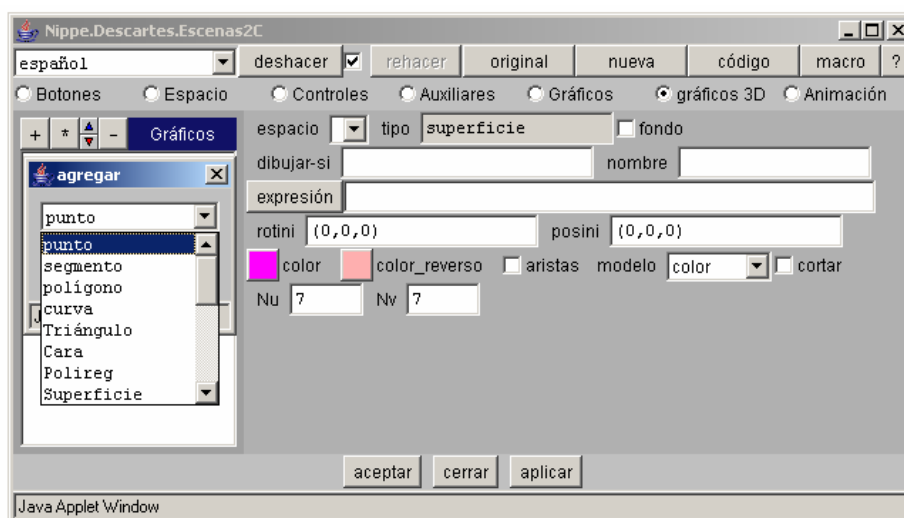 Nippe.Descartes.Escenas2C
español deshacer rehacer original nueva código macro ?
Botones Espacio Controles Auxiliares Gráficos gráficos 3D Animación
+ * - Gráficos espacio tipo superficie fondo
agregar dibujar-si nombre
expresión
punto rotini (0,0,0) posini (0,0,0)
punto
segmento color color_reverso aristas modelo color cortar
polígono Nu 7 Nv 7
curva
J Triángulo
Cara
Polireg
Superficie
aceptar cerrar aplicar
Java Applet Window